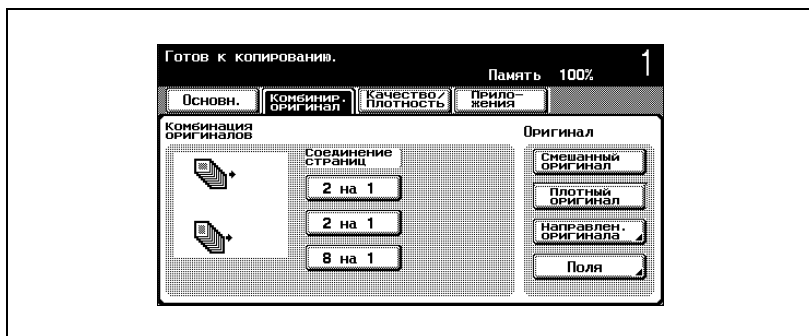 Готов к копированию.
Память 100% 1
Основн.
Комбинир.
оригинал
Качество/
Плотность
Прило-
жения
Комбинация
оригиналов
Соединение
страниц
2 на 1
2 на 1
8 на 1
Оригинал
Смешанный
оригинал
Плотный
оригинал
Направлен.
оригинала
Поля